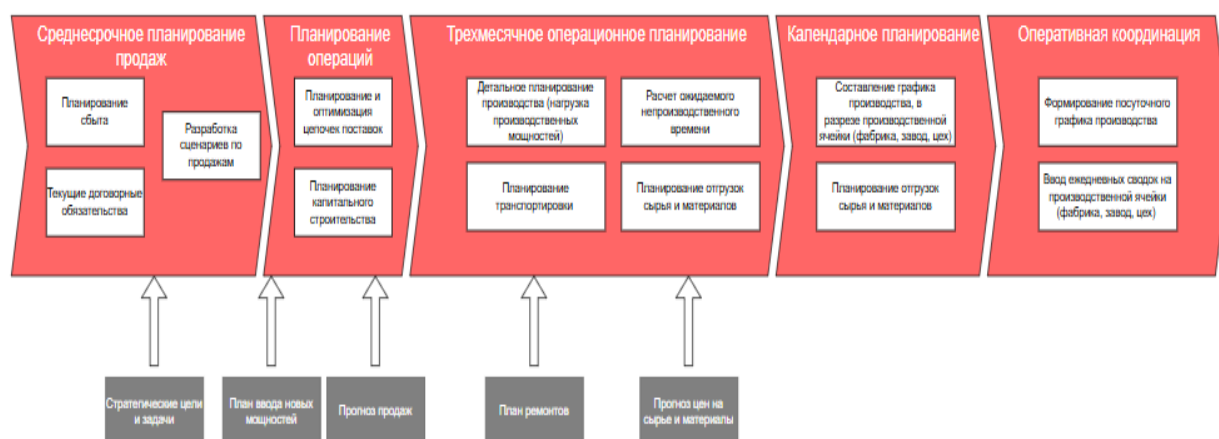 Среднесрочное планирование
продаж
Планирование
сбыта
Разработка
сценариев по
продажам
Текущие договорные
обязательства
Планирование
операций
Планирование и
оптимизация
цепочек поставок
Планирование
капитального
строительства
Трехмесячное операционное планирование
Детальное планирование
производства (нагрузка
производственных
мощностей)
Расчет ожидаемого
непроизводственного
времени
Планирование
транспортировки
Планирование отгрузок
сырья и материалов
Календарное планирование
Составление графика
производства, в
разрезе производственной
ячейки (фабрика, завод, цех)
Планирование отгрузок
сырья и материалов
Оперативная координация
Формирование посуточного
графика производства
Ввод ежедневных сводок на
производственной ячейки
(фабрика, завод, цех)
Стратегические цели
и задачи
План ввода новых
мощностей
Прогноз продаж
План ремонтов
Прогноз цен на
сырье и материалы